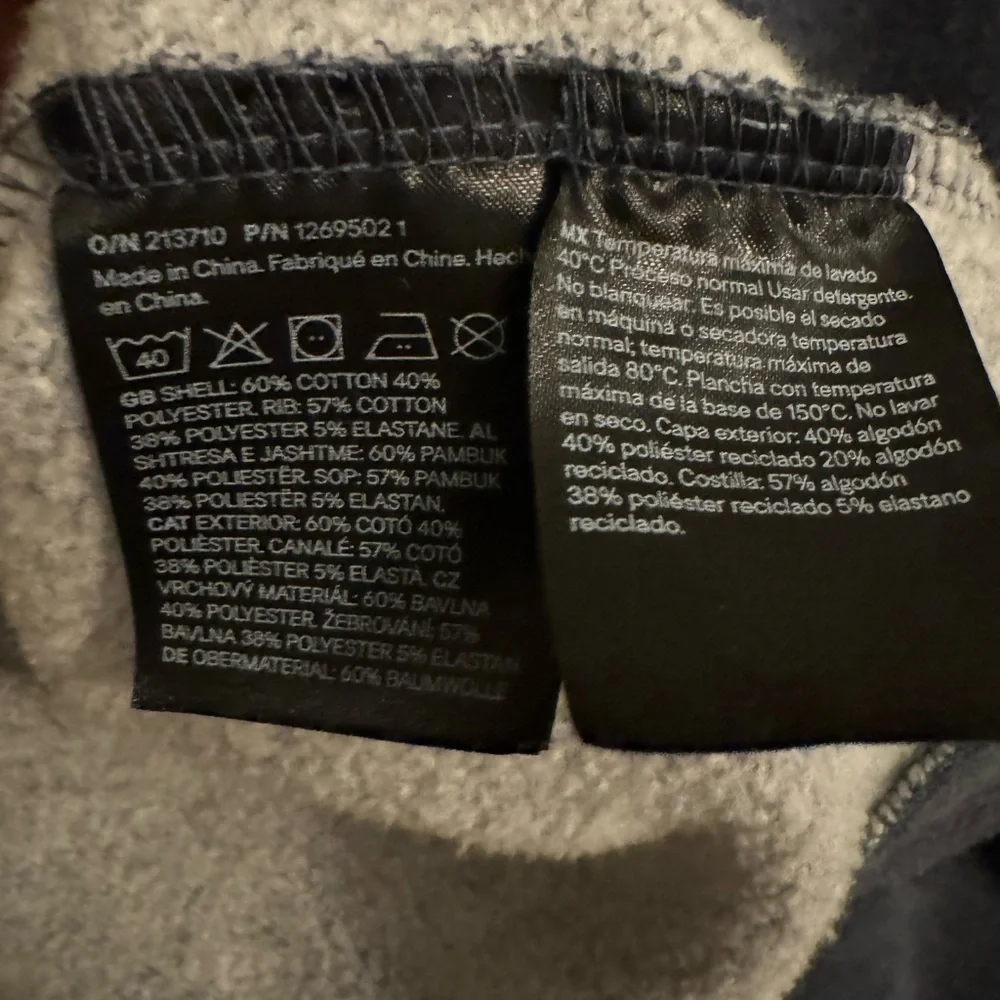 O/N 213710 P/N 1269502 1
Made in China. Fabriqué en Chine. Hech
en China.
40
GB SHELL: 60% COTTON 40%
POLYESTER. RIB: 57% COTTON
38% POLYESTER 5% ELASTANE. AL
SHTRESA E JASHTME: 60% PAMBUK
40% POLIESTËR. SOP: 57% PAMBUK
38% POLIESTËR 5% ELASTAN.
CAT EXTERIOR: 60% COTÓ 40%
POLIÈSTER. CANALÉ: 57% COTÓ
38% POLIÈSTER 5% ELASTÀ. CZ
VRCHOVÝ MATERIÁL: 60% BAVLNA
40% POLYESTER. ŽEBROVÁNÍ: 57%
BAVLNA 38% POLYESTER 5% ELASTAN
DE OBERMATERIAL: 60% BAUMWOLLE
MX Temperatura máxima de lavado
40°C Proceso normal Usar detergente.
No blanquear. Es posible el secado
en máquina o secadora temperatura
normal; temperatura máxima de
salida 80°C. Plancha con temperatura
máxima de la base de 150°C. No lavar
en seco. Capa exterior: 40% algodón
40% poliéster reciclado 20% algodón
reciclado. Costilla: 57% algodón
38% poliéster reciclado 5% elastano
reciclado.